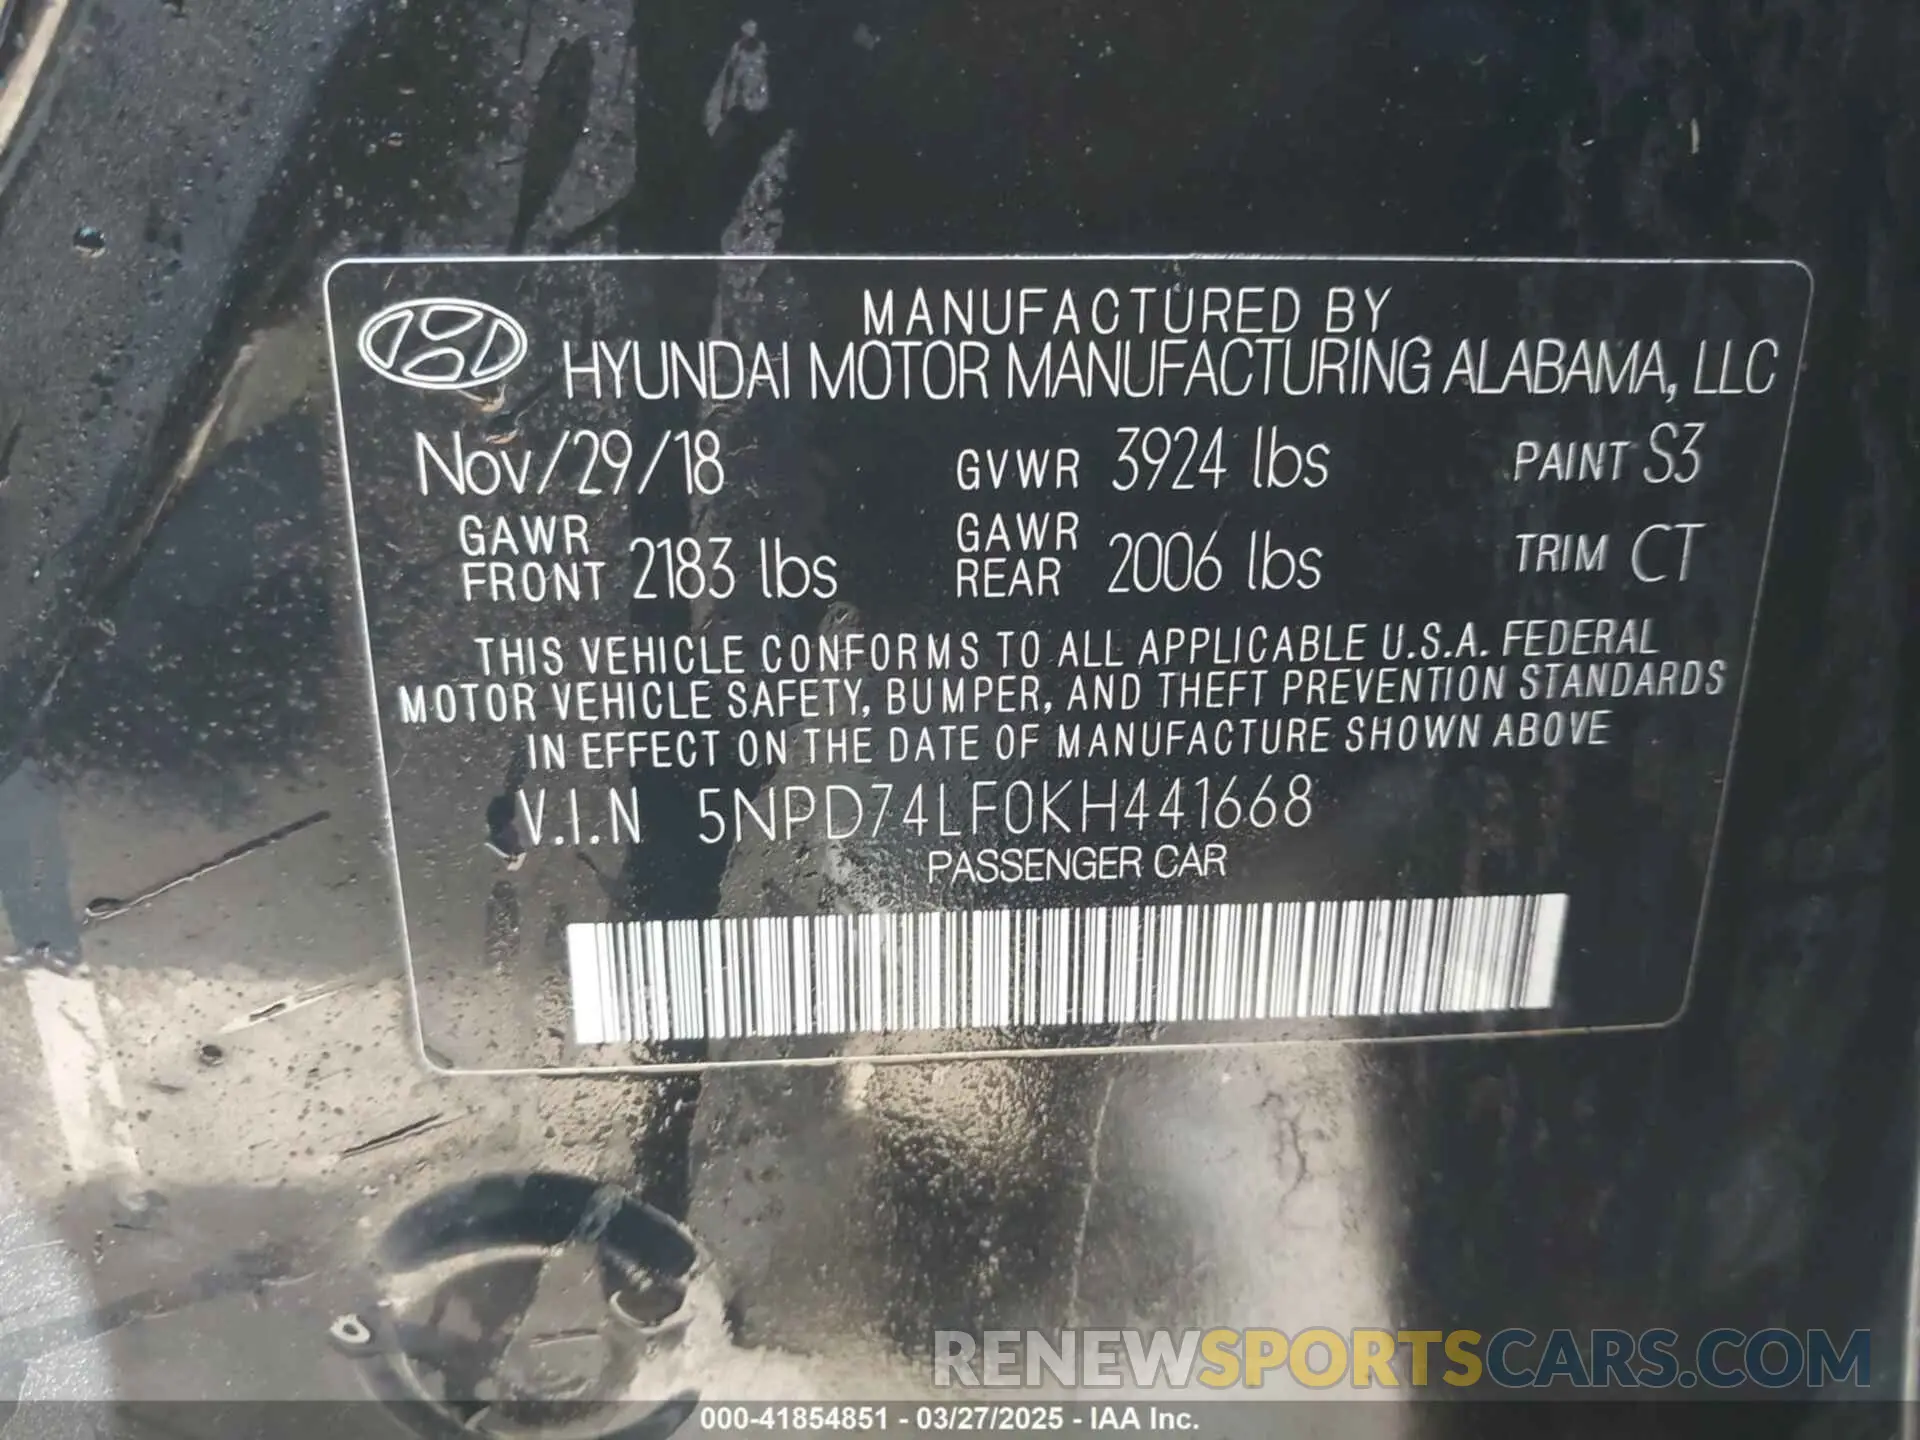 MANUFACTURED BY
HYUNDAI MOTOR MANUFACTURING ALABAMA, LLC
Nov/29/18 GVWR 3924 lbs PAINT S3
GAWR FRONT 2183 lbs GAWR REAR 2006 lbs TRIM CT
THIS VEHICLE CONFORMS TO ALL APPLICABLE U.S.A. FEDERAL
MOTOR VEHICLE SAFETY, BUMPER, AND THEFT PREVENTION STANDARDS
IN EFFECT ON THE DATE OF MANUFACTURE SHOWN ABOVE
V.I.N 5NPD74LF0KH441668
PASSENGER CAR
RENEWSPORTSCARS.COM
000-41854851 - 03/27/2025 - IAA Inc.